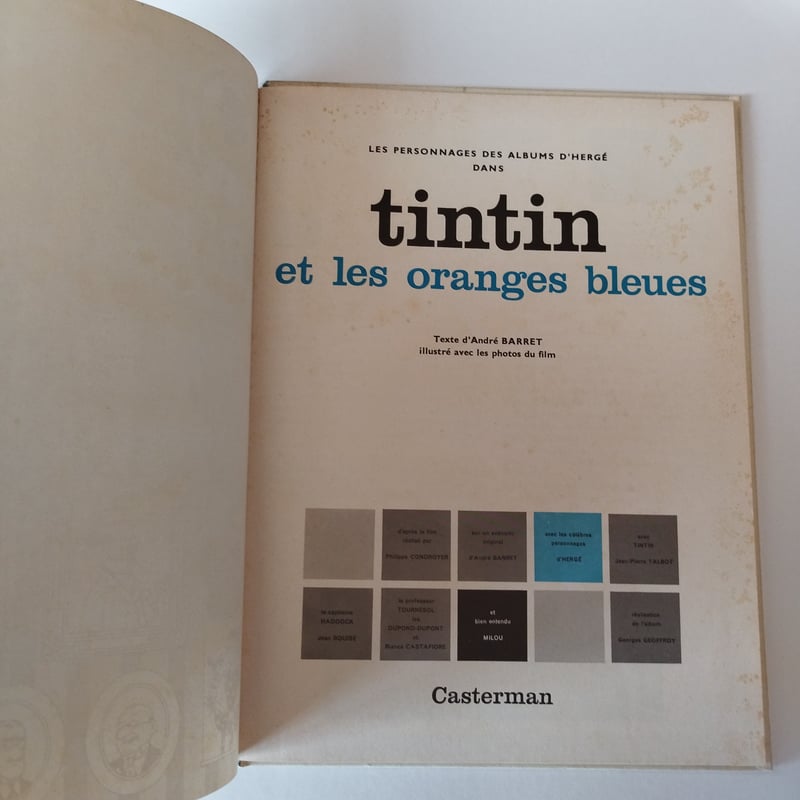 LES PERSONNAGES DES ALBUMS D'HERGÉ
DANS
tintin
et les oranges bleues
Texte d'André BARRET
illustré avec les photos du film
d'après le film
réalisé par
Philippe CONDROYER
sur un scénario
original
d'André BARRET
avec les célèbres
personnages
d'HERGÉ
avec
TINTIN
Jean-Pierre TALBOT
le capitaine
HADDOCK
Jean BOUISE
le professeur
TOURNESOL
les
DUPOND-DUPONT
et
Bianca CASTAFIORE
et
bien entendu
MILOU
réalisation
de l'album
Georges GEOFFROY
Casterman